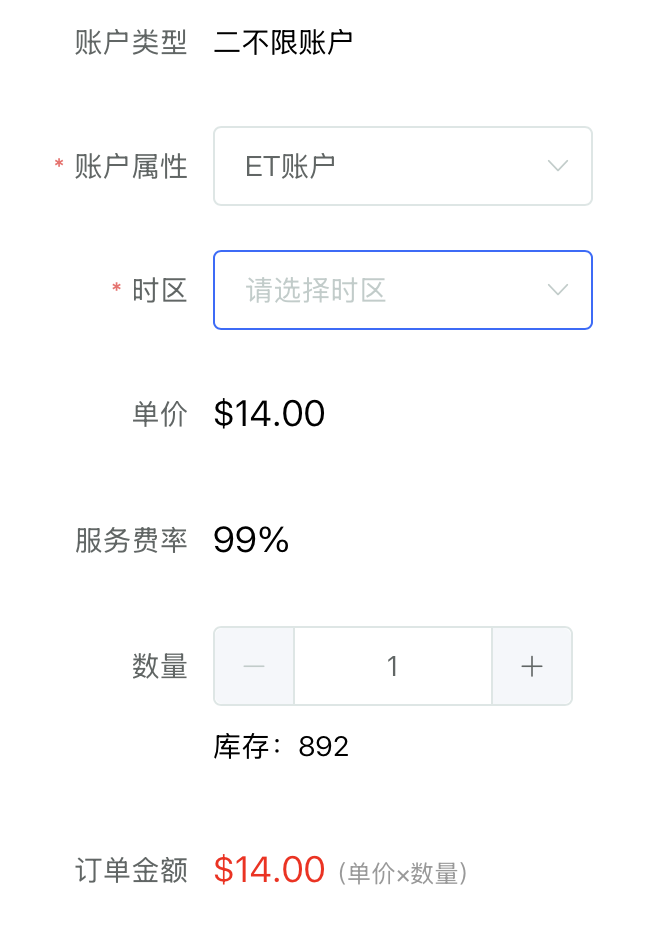 账户类型 二不限账户
* 账户属性 ET账户
* 时区 请选择时区
单价 $14.00
服务费率 99%
数量 — 1 +
库存：892
订单金额 $14.00 (单价×数量)